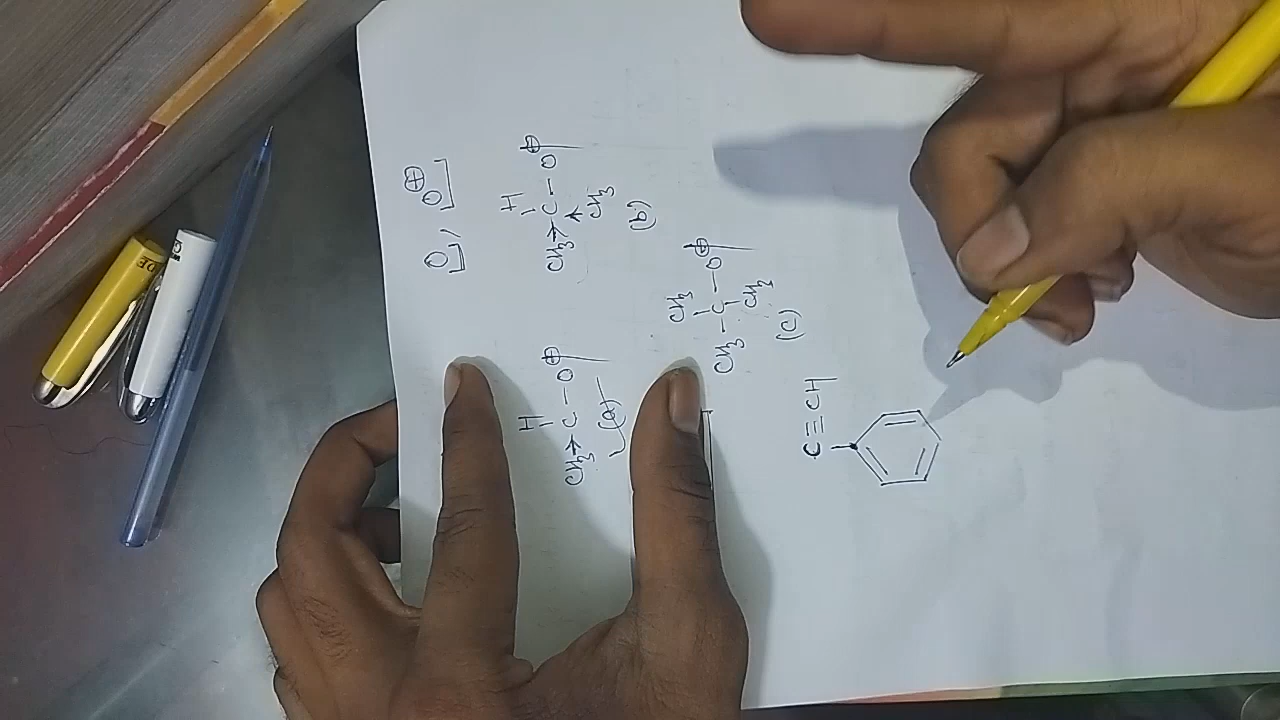 O, O⊕
H
CH₃→C—O⊕
(a)
H
CH₃→C—O⊕
CH₃
(b)
CH₃
CH₃—C—O⊕
CH₃
(c)
C≡CH